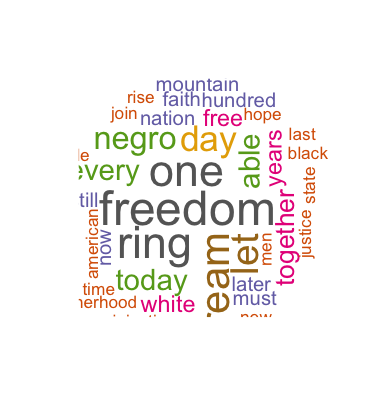 mountain
rise faith hundred
join nation free hope
negro day able years last
black
every one
till freedom
together
state
justice
american
now
ring
ream
let
men
today
later
time
white
must